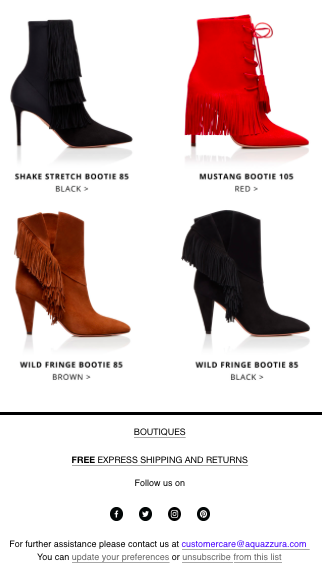 SHAKE STRETCH BOOTIE 85
BLACK >
MUSTANG BOOTIE 105
RED >
WILD FRINGE BOOTIE 85
BROWN >
WILD FRINGE BOOTIE 85
BLACK >
BOUTIQUES
FREE EXPRESS SHIPPING AND RETURNS
Follow us on
For further assistance please contact us at customercare@aquazzura.com
You can update your preferences or unsubscribe from this list